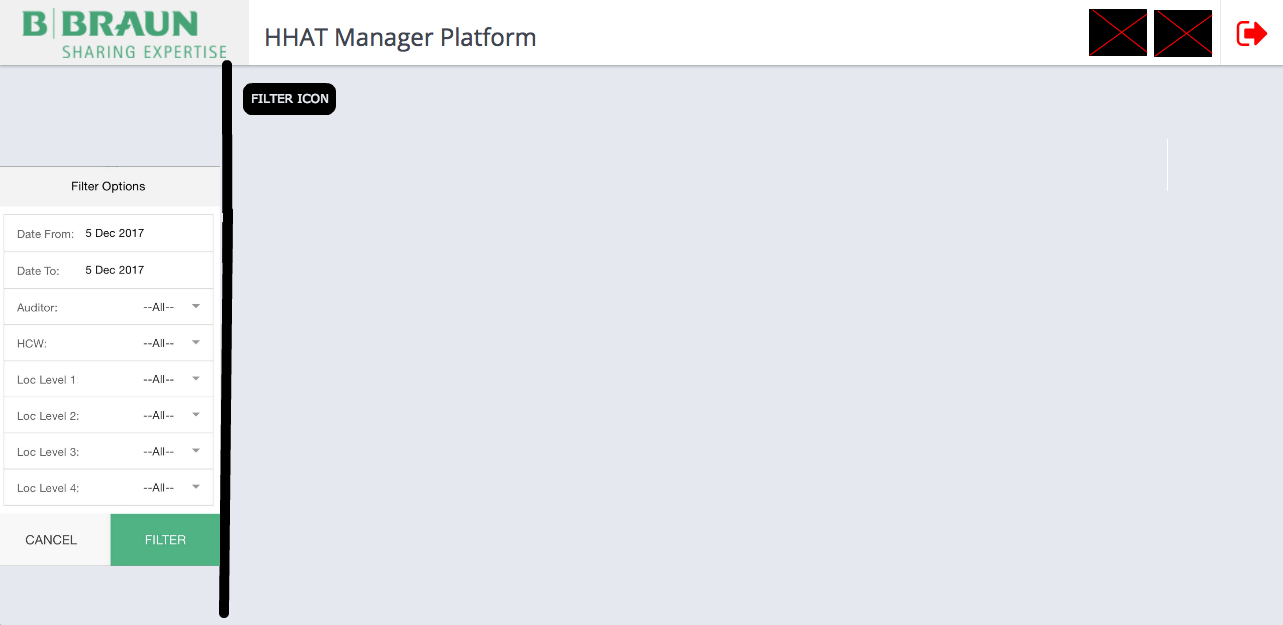 B|BRAUN
SHARING EXPERTISE
HHAT Manager Platform
FILTER ICON
Filter Options
Date From: 5 Dec 2017
Date To: 5 Dec 2017
Auditor: --All--
HCW: --All--
Loc Level 1 --All--
Loc Level 2: --All--
Loc Level 3: --All--
Loc Level 4: --All--
CANCEL FILTER